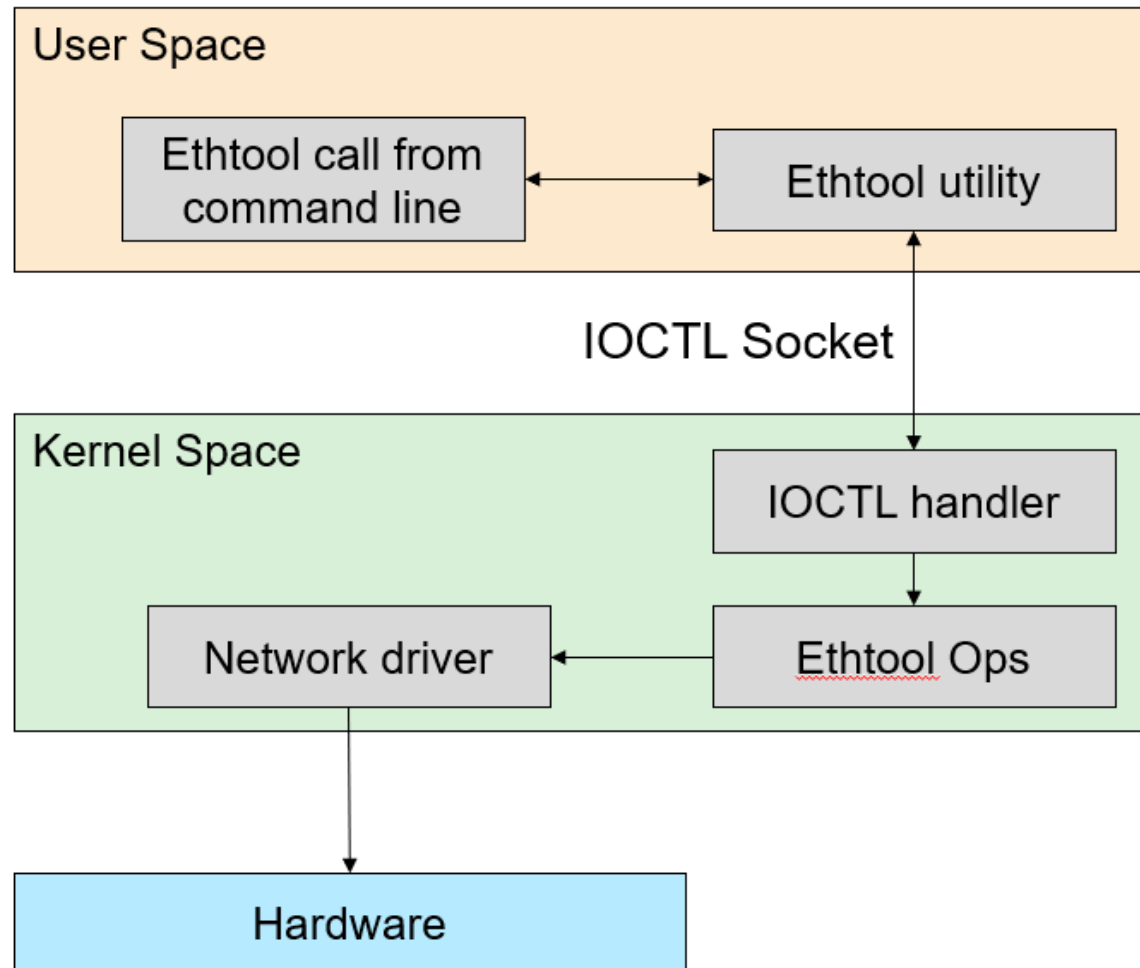 User Space
Ethtool call from
command line
Ethtool utility
IOCTL Socket
Kernel Space
IOCTL handler
Network driver
Ethtool Ops
Hardware